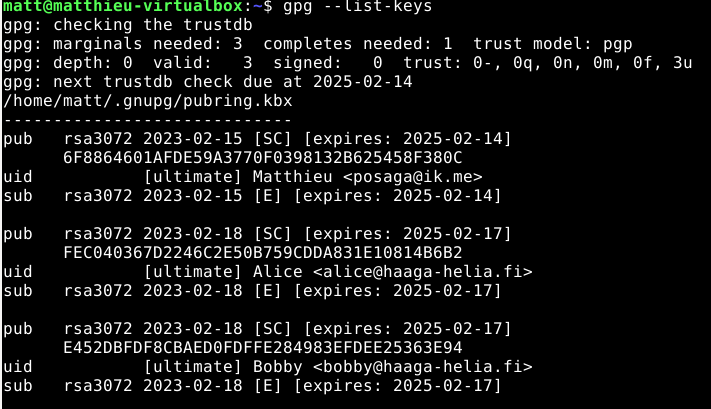 matt@matthieu-virtualbox:~$ gpg --list-keys
gpg: checking the trustdb
gpg: marginals needed: 3  completes needed: 1  trust model: pgp
gpg: depth: 0  valid:   3  signed:   0  trust: 0-, 0q, 0n, 0m, 0f, 3u
gpg: next trustdb check due at 2025-02-14
/home/matt/.gnupg/pubring.kbx
-----------------------------
pub   rsa3072 2023-02-15 [SC] [expires: 2025-02-14]
      6F8864601AFDE59A3770F0398132B625458F380C
uid           [ultimate] Matthieu <posaga@ik.me>
sub   rsa3072 2023-02-15 [E] [expires: 2025-02-14]

pub   rsa3072 2023-02-18 [SC] [expires: 2025-02-17]
      FEC040367D2246C2E50B759CDDA831E10814B6B2
uid           [ultimate] Alice <alice@haaga-helia.fi>
sub   rsa3072 2023-02-18 [E] [expires: 2025-02-17]

pub   rsa3072 2023-02-18 [SC] [expires: 2025-02-17]
      E452DBFDF8CBAED0FDFFE284983EFDEE25363E94
uid           [ultimate] Bobby <bobby@haaga-helia.fi>
sub   rsa3072 2023-02-18 [E] [expires: 2025-02-17]